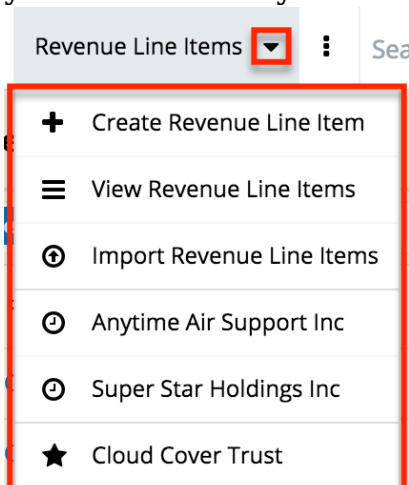 Revenue Line Items
Sea
Create Revenue Line Item
View Revenue Line Items
Import Revenue Line Items
Anytime Air Support Inc
Super Star Holdings Inc
Cloud Cover Trust